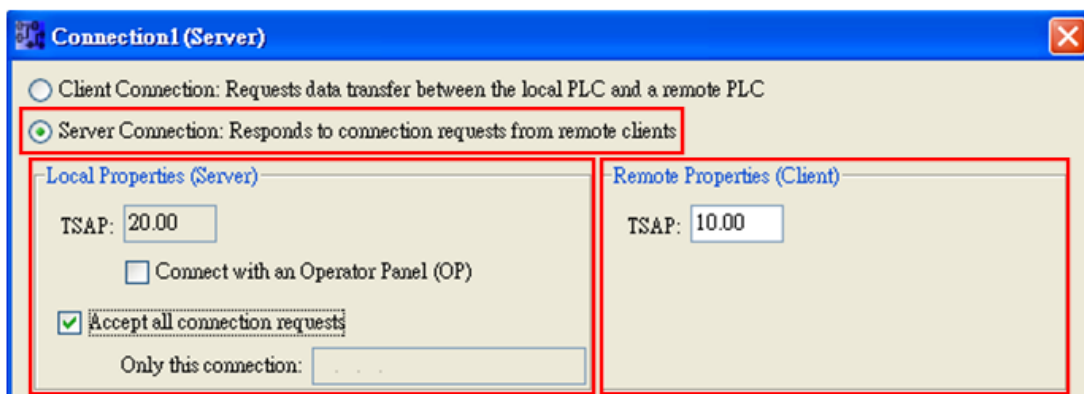 Connection1 (Server)
Client Connection: Requests data transfer between the local PLC and a remote PLC
Server Connection: Responds to connection requests from remote clients
Local Properties (Server)
TSAP: 20.00
Connect with an Operator Panel (OP)
Accept all connection requests
Only this connection: . . .
Remote Properties (Client)
TSAP: 10.00